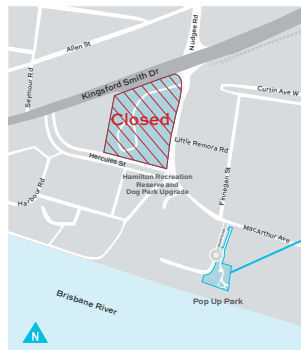 Nudgee Rd
Allen St
Seymour Rd
Kingsford Smith Dr
Curtin Ave W
Closed
Little Remora Rd
Hercules St
Hamilton Recreation
Reserve and
Dog Park Upgrade
Finnegan St
Harbour Rd
MacArthur Ave
Pop Up Park
Brisbane River
N